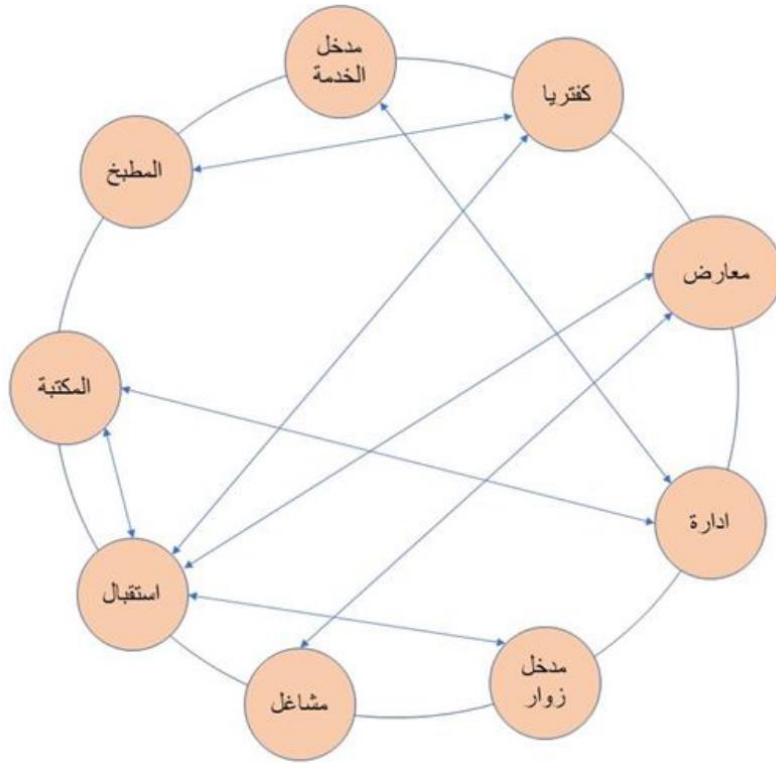 مدخل
الخدمة
كفتريا
المطبخ
معارض
المكتبة
ادارة
استقبال
مدخل
زوار
مشاغل